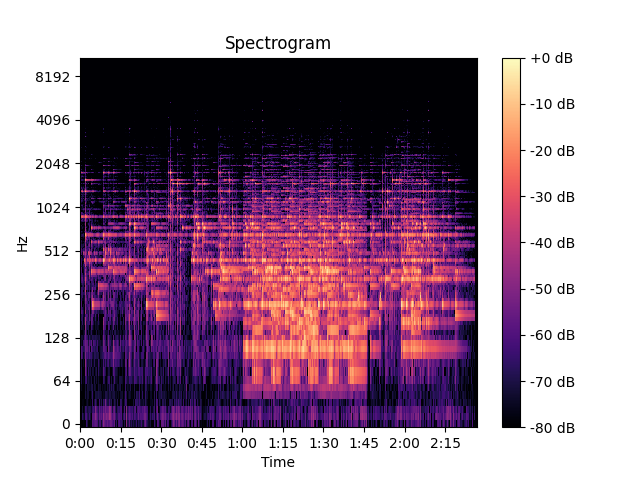 Spectrogram
8192
4096
2048
1024
512
256
128
64
0
Hz
0:00 0:15 0:30 0:45 1:00 1:15 1:30 1:45 2:00 2:15
Time
+0 dB
-10 dB
-20 dB
-30 dB
-40 dB
-50 dB
-60 dB
-70 dB
-80 dB